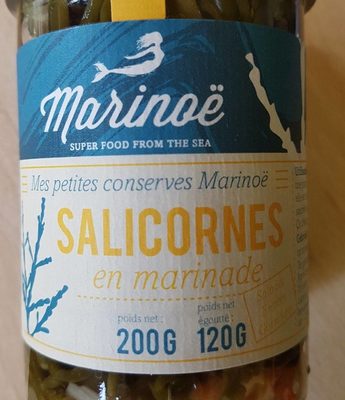 Marinoë
SUPER FOOD FROM THE SEA
Mes petites conserves Marinoë
SALICORNES
en marinade
poids net :
200G
poids net
égoutté :
120G